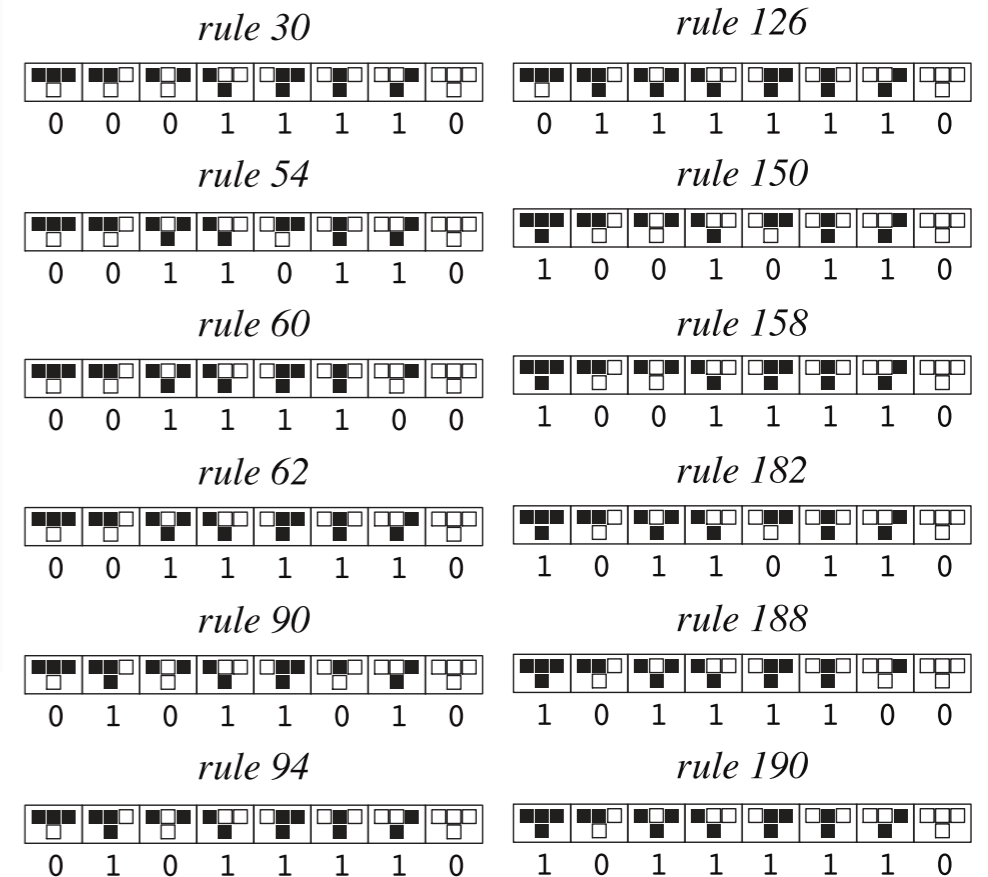 rule 30
0 0 0 1 1 1 1 0
rule 54
0 0 1 1 0 1 1 0
rule 60
0 0 1 1 1 1 0 0
rule 62
0 0 1 1 1 1 1 0
rule 90
0 1 0 1 1 0 1 0
rule 94
0 1 0 1 1 1 1 0
rule 126
0 1 1 1 1 1 1 0
rule 150
1 0 0 1 0 1 1 0
rule 158
1 0 0 1 1 1 1 0
rule 182
1 0 1 1 0 1 1 0
rule 188
1 0 1 1 1 1 0 0
rule 190
1 0 1 1 1 1 1 0